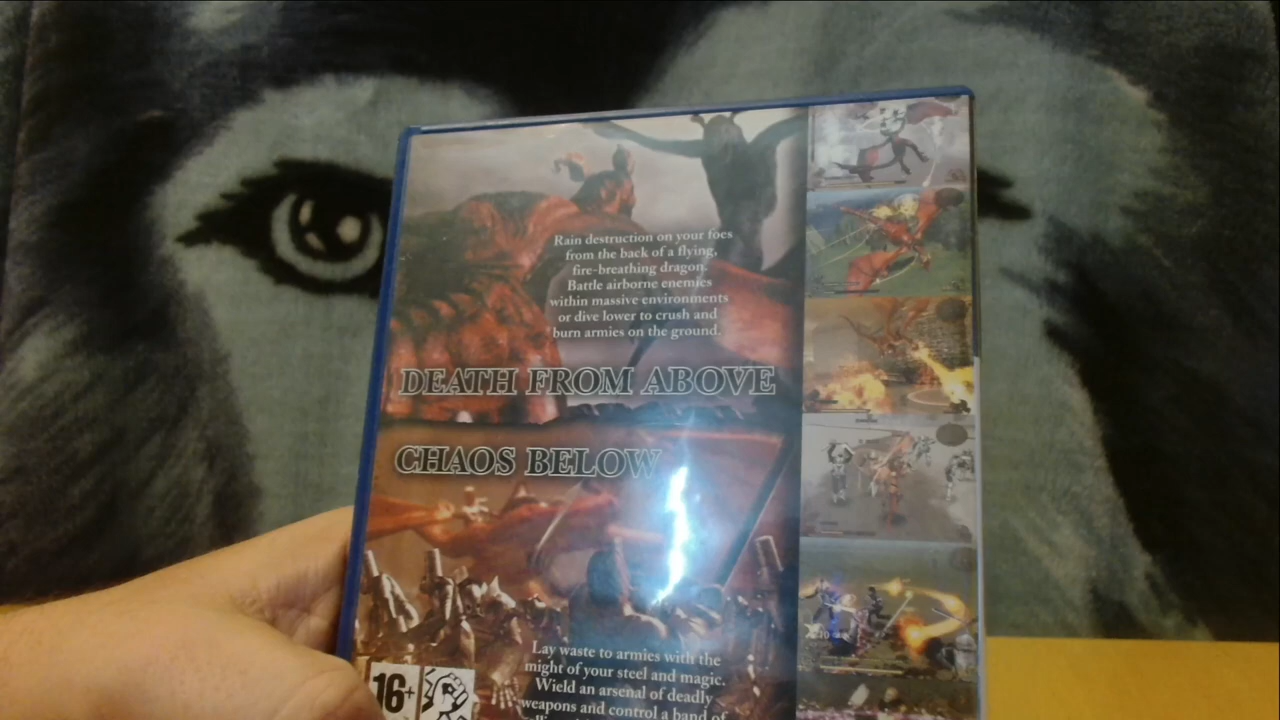 Rain destruction on your foes
from the back of a flying,
fire-breathing dragon.
Battle airborne enemies
within massive environments
or dive lower to crush and
burn armies on the ground.
DEATH FROM ABOVE
CHAOS BELOW
Lay waste to armies with the
might of your steel and magic.
Wield an arsenal of deadly
weapons and control a band of
16+